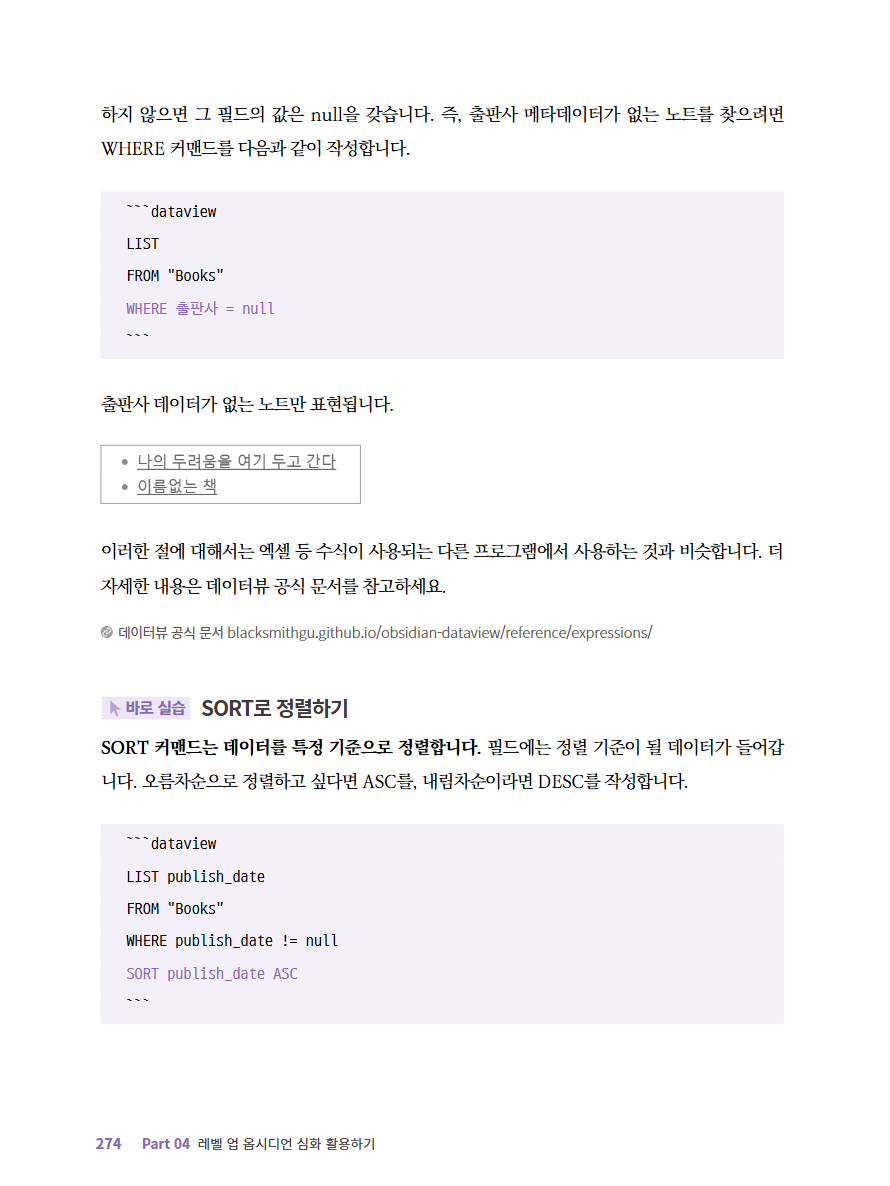 하지 않으면 그 필드의 값은 null을 갖습니다. 즉, 출판사 메타데이터가 없는 노트를 찾으려면
WHERE 커맨드를 다음과 같이 작성합니다.
```dataview
LIST
FROM "Books"
WHERE 출판사 = null
```
출판사 데이터가 없는 노트만 표현됩니다.
• 나의 두려움을 여기 두고 간다
• 이름없는 책
이러한 절에 대해서는 엑셀 등 수식이 사용되는 다른 프로그램에서 사용하는 것과 비슷합니다. 더
자세한 내용은 데이터뷰 공식 문서를 참고하세요.
데이터뷰 공식 문서 blacksmithgu.github.io/obsidian-dataview/reference/expressions/
바로 실습 SORT로 정렬하기
SORT 커맨드는 데이터를 특정 기준으로 정렬합니다. 필드에는 정렬 기준이 될 데이터가 들어갑
니다. 오름차순으로 정렬하고 싶다면 ASC를, 내림차순이라면 DESC를 작성합니다.
```dataview
LIST publish_date
FROM "Books"
WHERE publish_date != null
SORT publish_date ASC
```
274 Part 04 레벨 업 옵시디언 심화 활용하기